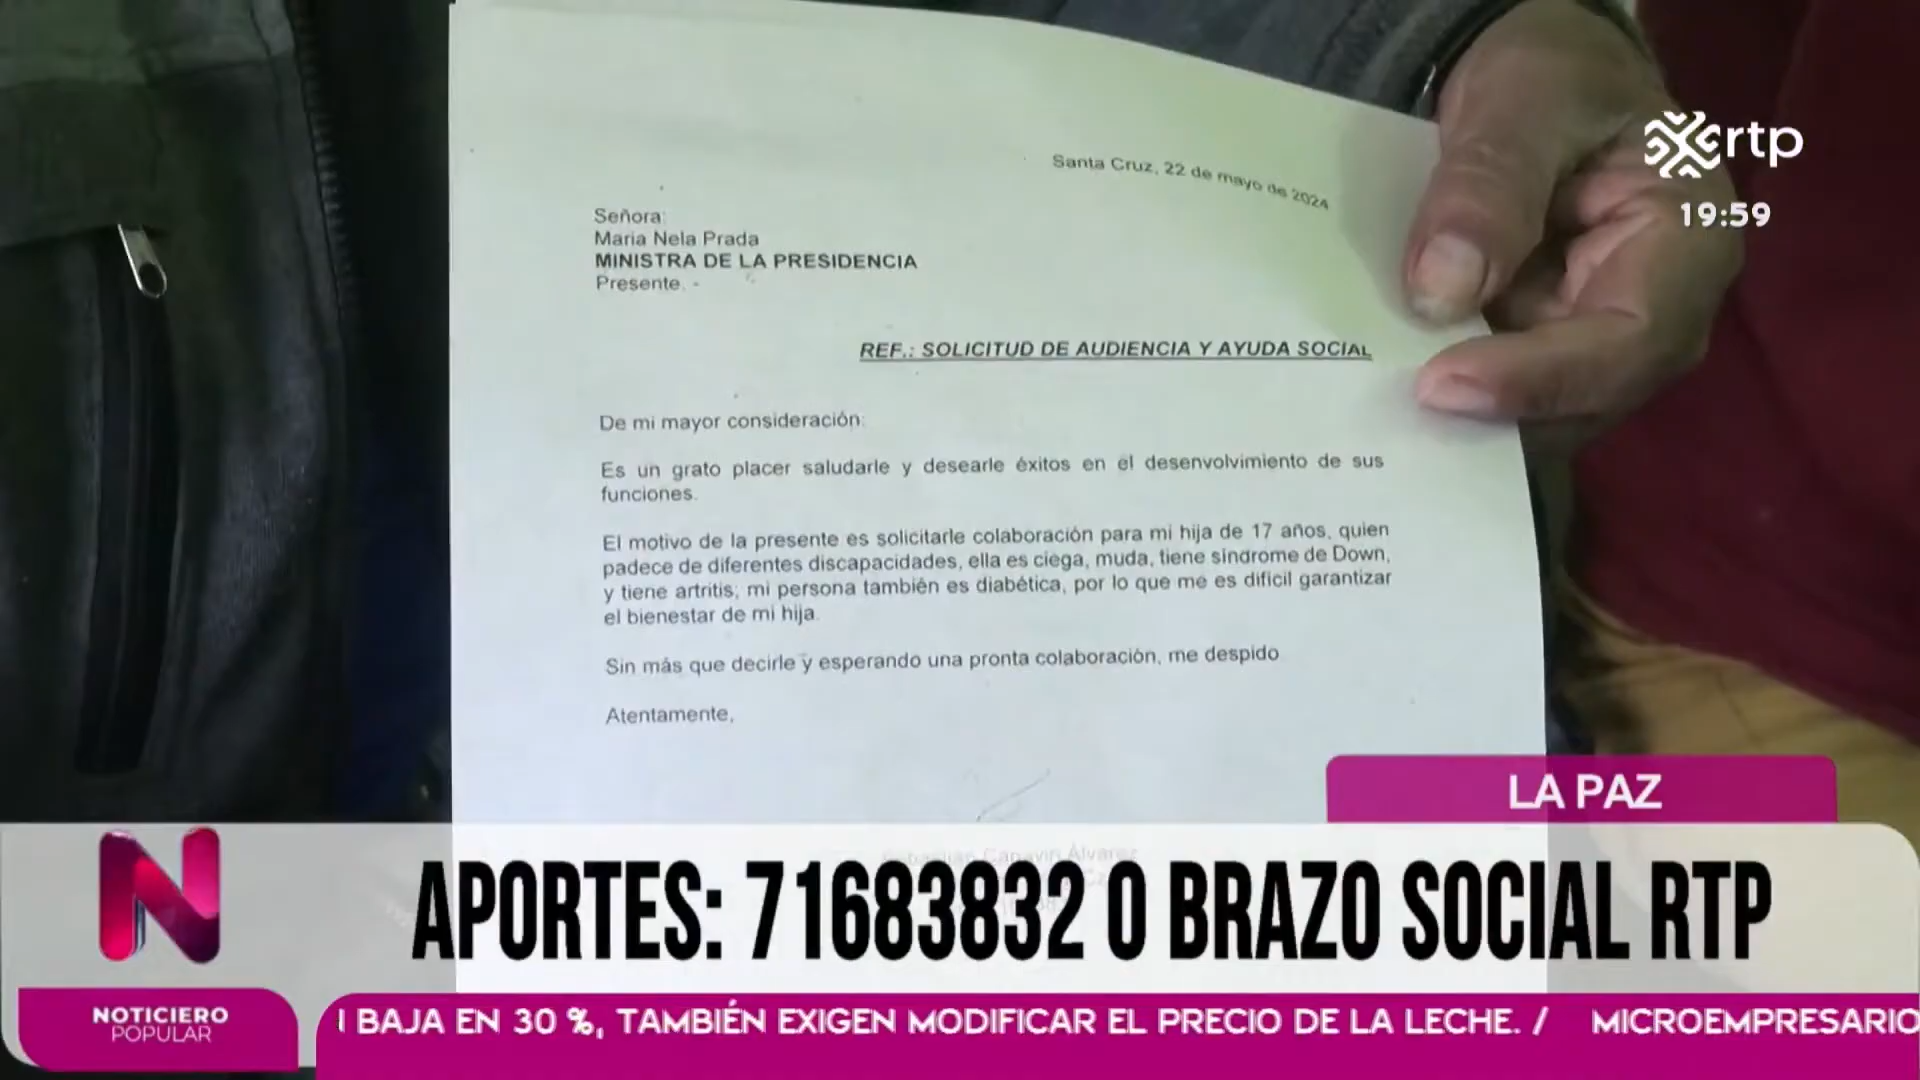 Santa Cruz, 22 de mayo de 2024
Señora:
Maria Nela Prada
MINISTRA DE LA PRESIDENCIA
Presente. -
REF.: SOLICITUD DE AUDIENCIA Y AYUDA SOCIAL
De mi mayor consideración:
Es un grato placer saludarle y desearle éxitos en el desenvolvimiento de sus
funciones.
El motivo de la presente es solicitarle colaboración para mi hija de 17 años, quien
padece de diferentes discapacidades, ella es ciega, muda, tiene síndrome de Down,
y tiene artritis; mi persona también es diabética, por lo que me es difícil garantizar
el bienestar de mi hija.
Sin más que decirle y esperando una pronta colaboración, me despido.
Atentamente,
rtp
19:59
LA PAZ
N
APORTES: 71683832 O BRAZO SOCIAL RTP
NOTICIERO
POPULAR
BAJA EN 30 %, TAMBIÉN EXIGEN MODIFICAR EL PRECIO DE LA LECHE. / MICROEMPRESARIO